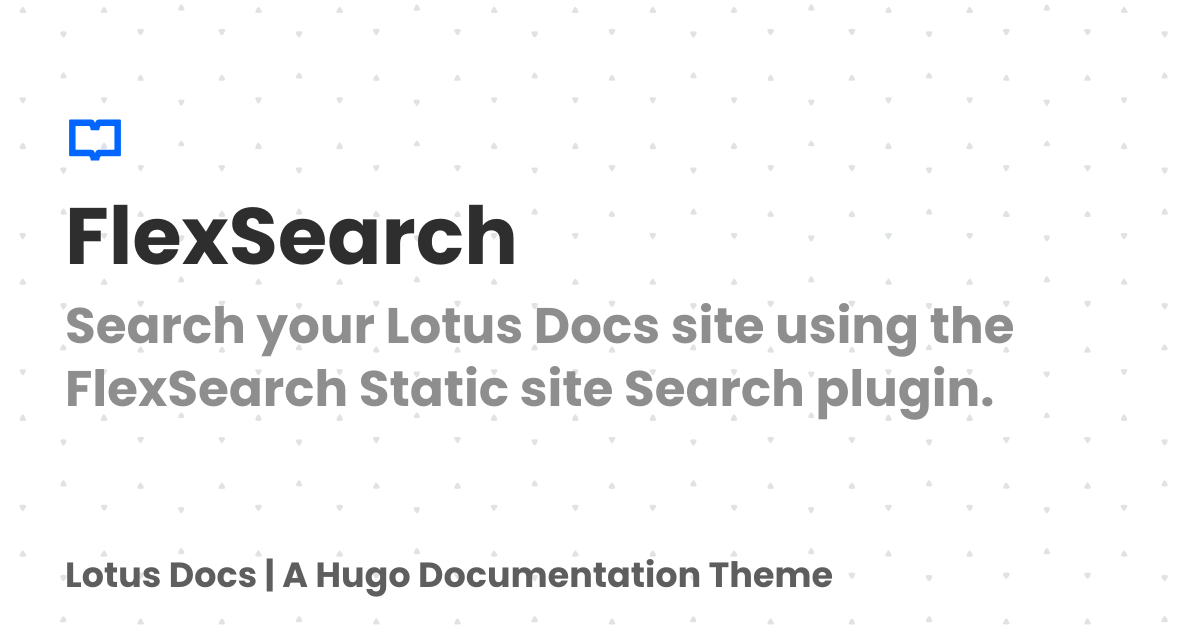 FlexSearch
Search your Lotus Docs site using the
FlexSearch Static site Search plugin.
Lotus Docs | A Hugo Documentation Theme